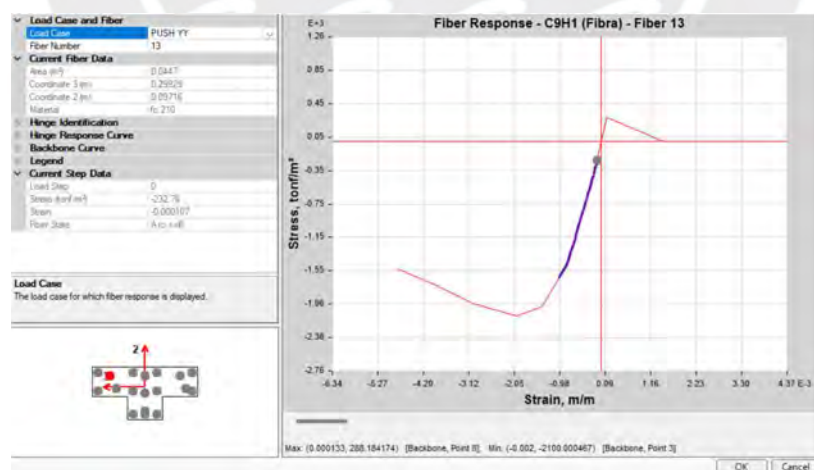 Load Case and Fiber
Load Case PUSH YY
Fiber Number 13
Current Fiber Data
Area (m²) 0.0447
Coordinate 3 (m) 0.29929
Coordinate 2 (m) 0.09716
Material fc 210
Hinge Identification
Hinge Response Curve
Backbone Curve
Legend
Current Step Data
Load Step 0
Stress (tonf/m²) -232.79
Strain -0.000107
Fiber State
Load Case
The load case for which fiber response is displayed.
2
Fiber Response - C9H1 (Fibra) - Fiber 13
E+3
1.26
0.85
0.45
0.05
-0.35
-0.75
-1.15
-1.55
-1.96
-2.36
-2.76
Stress, tonf/m²
-6.34 -5.27 -4.20 -3.12 -2.05 -0.98 0.09 1.16 2.23 3.30 4.37 E-3
Strain, m/m
Max: (0.000133, 288.184174) [Backbone, Point 8], Min: (-0.002, -2100.000467) [Backbone, Point 3]
OK Cancel